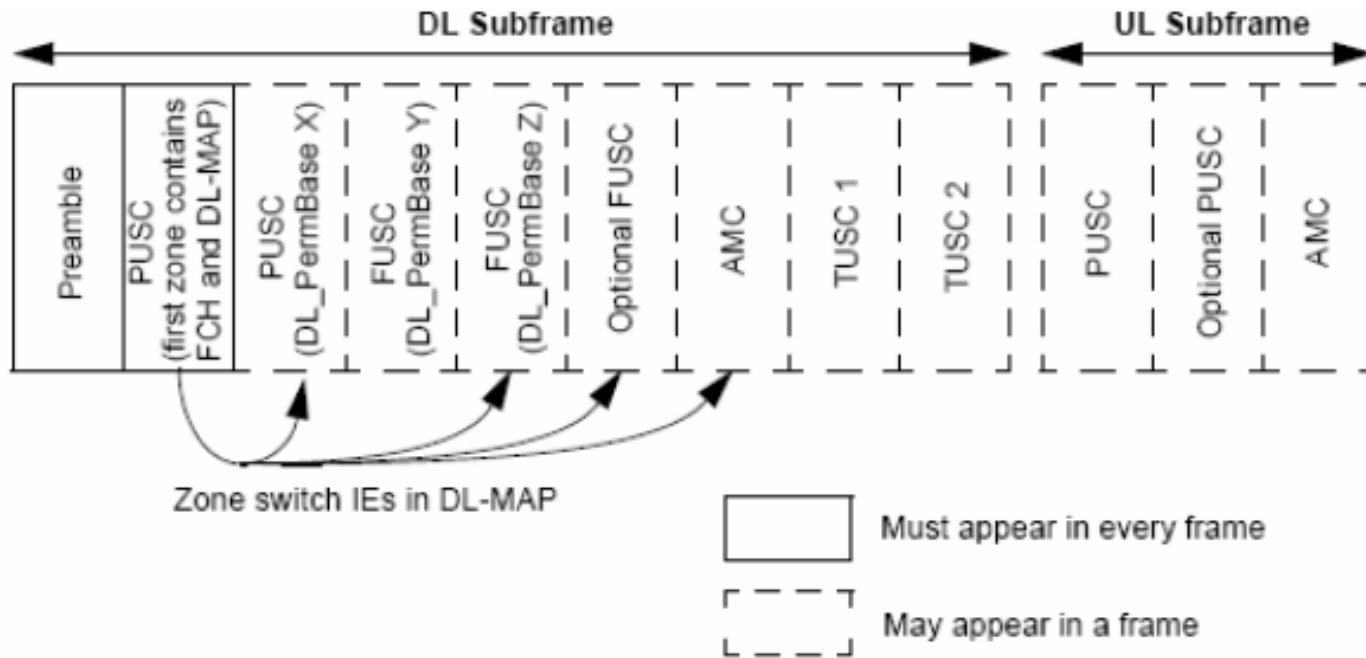 DL Subframe
UL Subframe
Preamble
PUSC
(first zone contains
FCH and DL-MAP)
PUSC
(DL_PermBase X)
FUSC
(DL_PermBase Y)
FUSC
(DL_PermBase Z)
Optional FUSC
AMC
TUSC 1
TUSC 2
PUSC
Optional PUSC
AMC
Zone switch IEs in DL-MAP
Must appear in every frame
May appear in a frame